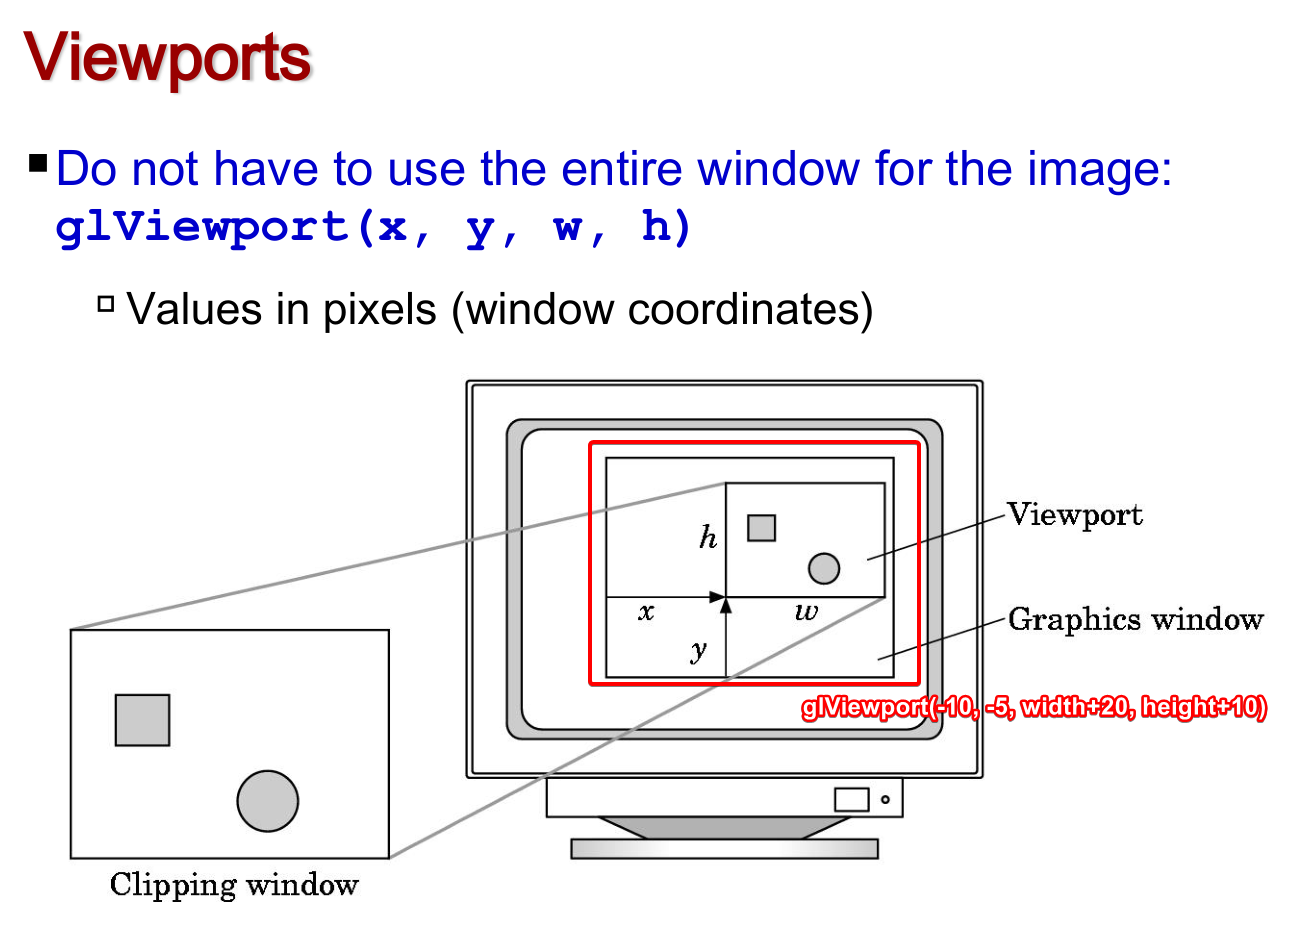 Viewports
Do not have to use the entire window for the image:
glViewport(x, y, w, h)
Values in pixels (window coordinates)
h
Viewport
x
w
Graphics window
y
glViewport(-10, -5, width+20, height+10)
Clipping window